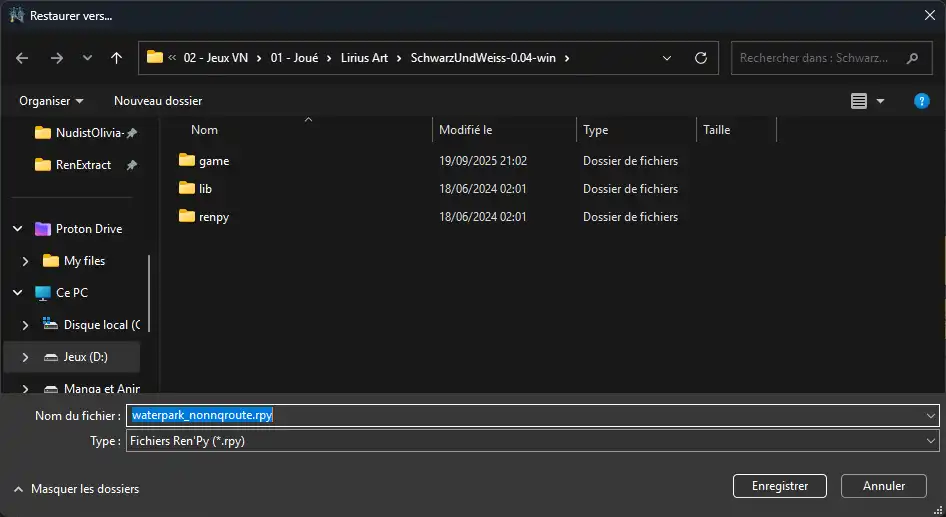 Restaurer vers...
« 02 - Jeux VN > 01 - Joué > Lirius Art > SchwarzUndWeiss-0.04-win >
Rechercher dans : Schwarz...
Organiser
Nouveau dossier
?
NudistOlivia-
RenExtract
Proton Drive
My files
Ce PC
Disque local (C
Jeux (D:)
Manga et Anin
Nom Modifié le Type Taille
game 19/09/2025 21:02 Dossier de fichiers
lib 18/06/2024 02:01 Dossier de fichiers
renpy 18/06/2024 02:01 Dossier de fichiers
Nom du fichier : waterpark_nonnqroute.rpy
Type : Fichiers Ren'Py (*.rpy)
Masquer les dossiers
Enregistrer
Annuler